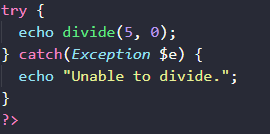 try {
  echo divide(5, 0);
} catch(Exception $e) {
  echo "Unable to divide.";
}
?>